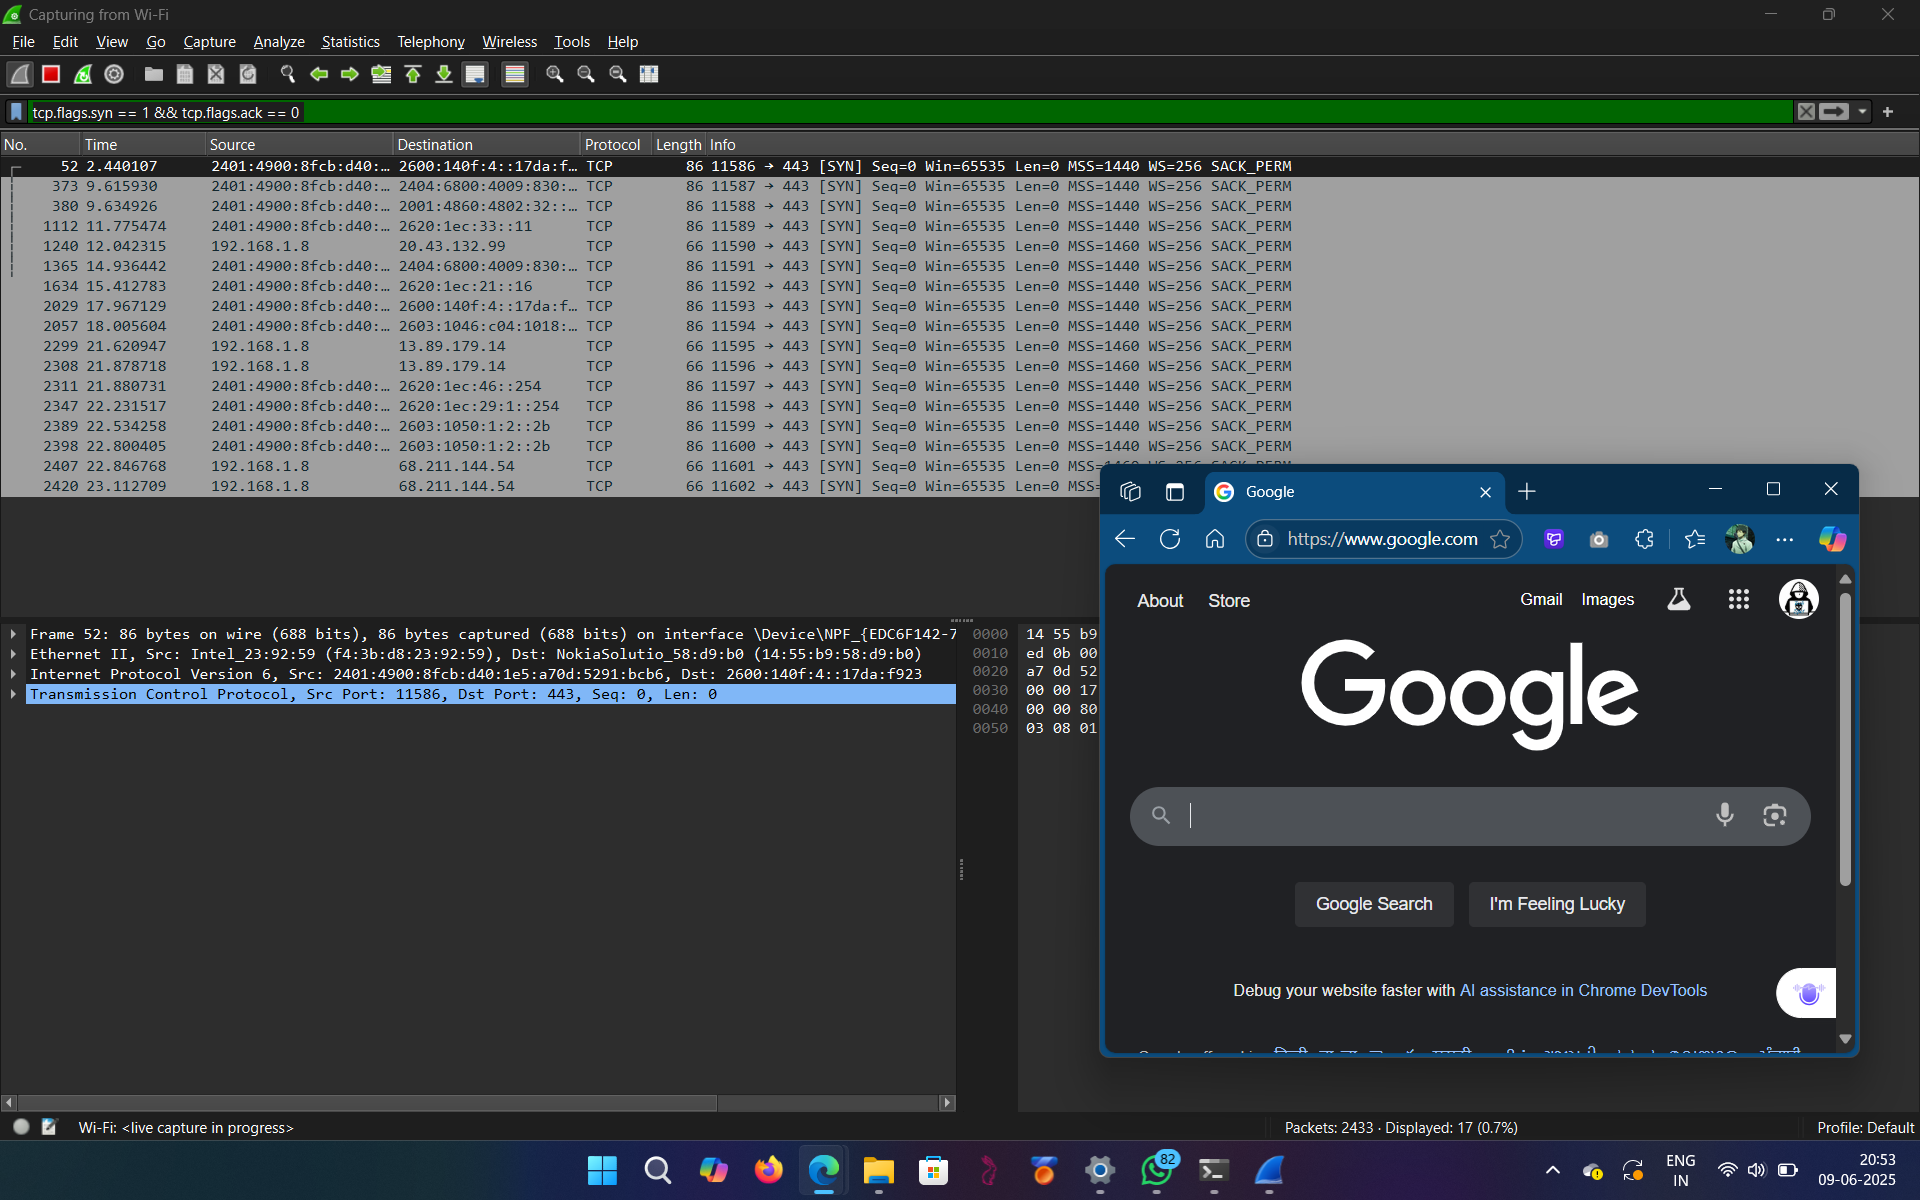 Capturing from Wi-Fi
File Edit View Go Capture Analyze Statistics Telephony Wireless Tools Help
tcp.flags.syn == 1 && tcp.flags.ack == 0
No. Time Source Destination Protocol Length Info
52 2.440107 2401:4900:8fcb:d40:… 2600:140f:4::17da:f… TCP 86 11586 → 443 [SYN] Seq=0 Win=65535 Len=0 MSS=1440 WS=256 SACK_PERM
373 9.615930 2401:4900:8fcb:d40:… 2404:6800:4009:830:… TCP 86 11587 → 443 [SYN] Seq=0 Win=65535 Len=0 MSS=1440 WS=256 SACK_PERM
380 9.634926 2401:4900:8fcb:d40:… 2001:4860:4802:32::… TCP 86 11588 → 443 [SYN] Seq=0 Win=65535 Len=0 MSS=1440 WS=256 SACK_PERM
1112 11.775474 2401:4900:8fcb:d40:… 2620:1ec:33::11 TCP 86 11589 → 443 [SYN] Seq=0 Win=65535 Len=0 MSS=1440 WS=256 SACK_PERM
1240 12.042315 192.168.1.8 20.43.132.99 TCP 66 11590 → 443 [SYN] Seq=0 Win=65535 Len=0 MSS=1460 WS=256 SACK_PERM
1365 14.936442 2401:4900:8fcb:d40:… 2404:6800:4009:830:… TCP 86 11591 → 443 [SYN] Seq=0 Win=65535 Len=0 MSS=1440 WS=256 SACK_PERM
1634 15.412783 2401:4900:8fcb:d40:… 2620:1ec:21::16 TCP 86 11592 → 443 [SYN] Seq=0 Win=65535 Len=0 MSS=1440 WS=256 SACK_PERM
2029 17.967129 2401:4900:8fcb:d40:… 2600:140f:4::17da:f… TCP 86 11593 → 443 [SYN] Seq=0 Win=65535 Len=0 MSS=1440 WS=256 SACK_PERM
2057 18.005604 2401:4900:8fcb:d40:… 2603:1046:c04:1018:… TCP 86 11594 → 443 [SYN] Seq=0 Win=65535 Len=0 MSS=1440 WS=256 SACK_PERM
2299 21.620947 192.168.1.8 13.89.179.14 TCP 66 11595 → 443 [SYN] Seq=0 Win=65535 Len=0 MSS=1460 WS=256 SACK_PERM
2308 21.878718 192.168.1.8 13.89.179.14 TCP 66 11596 → 443 [SYN] Seq=0 Win=65535 Len=0 MSS=1460 WS=256 SACK_PERM
2311 21.880731 2401:4900:8fcb:d40:… 2620:1ec:46::254 TCP 86 11597 → 443 [SYN] Seq=0 Win=65535 Len=0 MSS=1440 WS=256 SACK_PERM
2347 22.231517 2401:4900:8fcb:d40:… 2620:1ec:29:1::254 TCP 86 11598 → 443 [SYN] Seq=0 Win=65535 Len=0 MSS=1440 WS=256 SACK_PERM
2389 22.534258 2401:4900:8fcb:d40:… 2603:1050:1:2::2b TCP 86 11599 → 443 [SYN] Seq=0 Win=65535 Len=0 MSS=1440 WS=256 SACK_PERM
2398 22.800405 2401:4900:8fcb:d40:… 2603:1050:1:2::2b TCP 86 11600 → 443 [SYN] Seq=0 Win=65535 Len=0 MSS=1440 WS=256 SACK_PERM
2407 22.846768 192.168.1.8 68.211.144.54 TCP 66 11601 → 443 [SYN] Seq=0 Win=65535 Len=0 MSS=1460 WS=256 SACK_PERM
2420 23.112709 192.168.1.8 68.211.144.54 TCP 66 11602 → 443 [SYN] Seq=0 Win=65535 Len=0 MSS=
Frame 52: 86 bytes on wire (688 bits), 86 bytes captured (688 bits) on interface \Device\NPF_{EDC6F142-7
Ethernet II, Src: Intel_23:92:59 (f4:3b:d8:23:92:59), Dst: NokiaSolutio_58:d9:b0 (14:55:b9:58:d9:b0)
Internet Protocol Version 6, Src: 2401:4900:8fcb:d40:1e5:a70d:5291:bcb6, Dst: 2600:140f:4::17da:f923
Transmission Control Protocol, Src Port: 11586, Dst Port: 443, Seq: 0, Len: 0
0000 14 55 b9
0010 ed 0b 00
0020 a7 0d 52
0030 00 00 17
0040 00 00 80
0050 03 08 01
Google
https://www.google.com
About Store Gmail Images
Google
Google Search I'm Feeling Lucky
Debug your website faster with AI assistance in Chrome DevTools
Wi-Fi: <live capture in progress>
Packets: 2433 · Displayed: 17 (0.7%)
Profile: Default
82
ENG
IN
20:53
09-06-2025